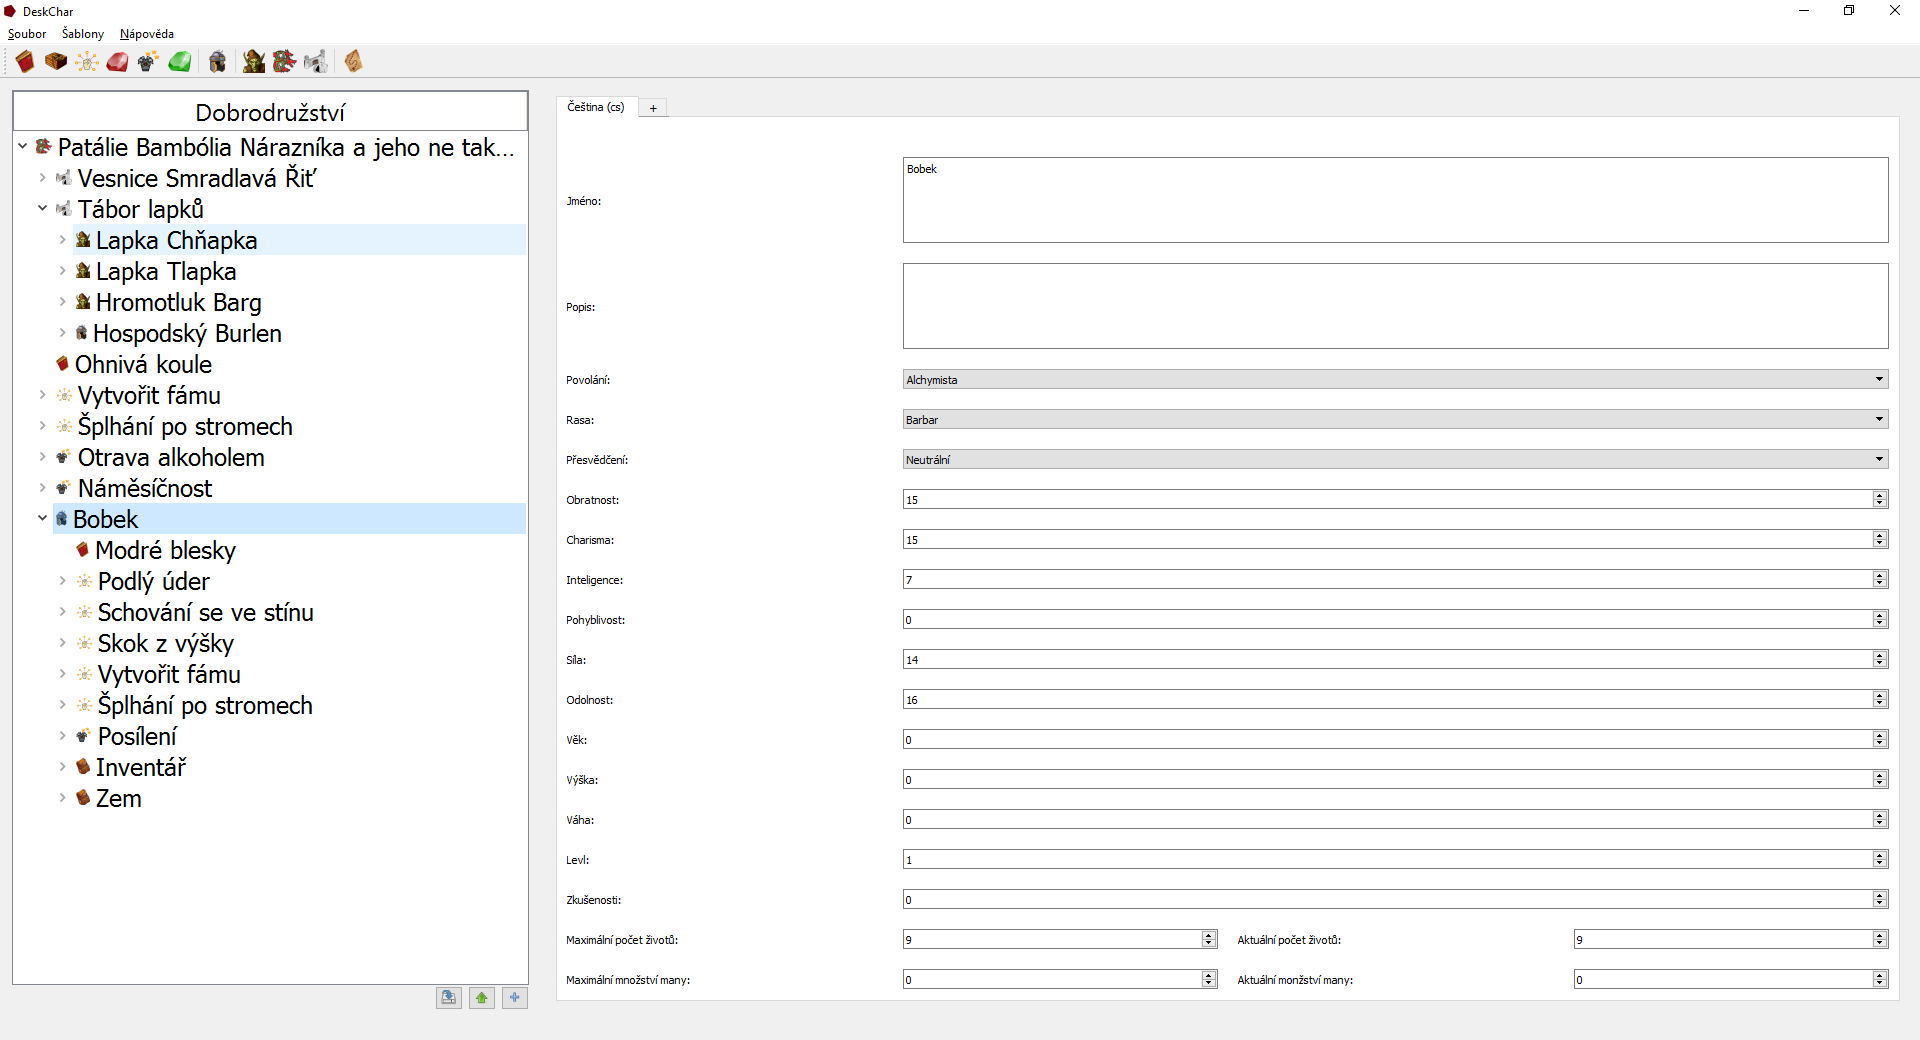 DeskChar
Soubor Šablony Nápověda
Dobrodružství
Patálie Bambólia Nárazníka a jeho ne tak...
Vesnice Smradlavá Řiť
Tábor lapků
Lapka Chňapka
Lapka Tlapka
Hromotluk Barg
Hospodský Burlen
Ohnivá koule
Vytvořit fámu
Šplhání po stromech
Otrava alkoholem
Náměsíčnost
Bobek
Modré blesky
Podlý úder
Schování se ve stínu
Skok z výšky
Vytvořit fámu
Šplhání po stromech
Posílení
Inventář
Zem
Čeština (cs) +
Jméno: Bobek
Popis:
Povolání: Alchymista
Rasa: Barbar
Přesvědčení: Neutrální
Obratnost: 15
Charisma: 15
Inteligence: 7
Pohyblivost: 0
Síla: 14
Odolnost: 16
Věk: 0
Výška: 0
Váha: 0
Levl: 1
Zkušenosti: 0
Maximální počet životů: 9 Aktuální počet životů: 9
Maximální množství many: 0 Aktuální monžství many: 0